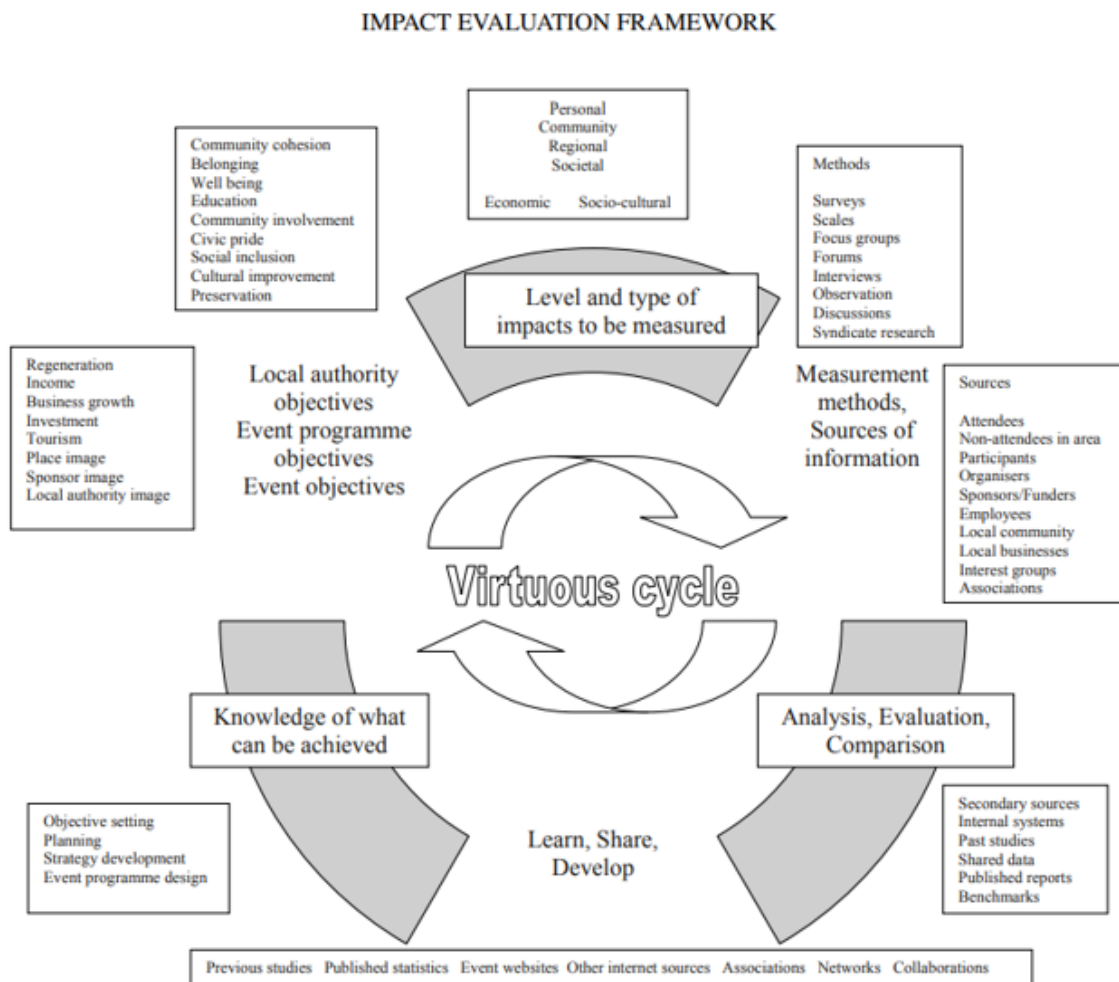 IMPACT EVALUATION FRAMEWORK
Personal
Community
Regional
Societal
Economic Socio-cultural
Community cohesion
Belonging
Well being
Education
Community involvement
Civic pride
Social inclusion
Cultural improvement
Preservation
Methods
Surveys
Scales
Focus groups
Forums
Interviews
Observation
Discussions
Syndicate research
Level and type of
impacts to be measured
Regeneration
Income
Business growth
Investment
Tourism
Place image
Sponsor image
Local authority image
Local authority
objectives
Event programme
objectives
Event objectives
Measurement
methods,
Sources of
information
Sources
Attendees
Non-attendees in area
Participants
Organisers
Sponsors/Funders
Employees
Local community
Local businesses
Interest groups
Associations
Virtuous cycle
Knowledge of what
can be achieved
Analysis, Evaluation,
Comparison
Objective setting
Planning
Strategy development
Event programme design
Learn, Share,
Develop
Secondary sources
Internal systems
Past studies
Shared data
Published reports
Benchmarks
Previous studies Published statistics Event websites Other internet sources Associations Networks Collaborations